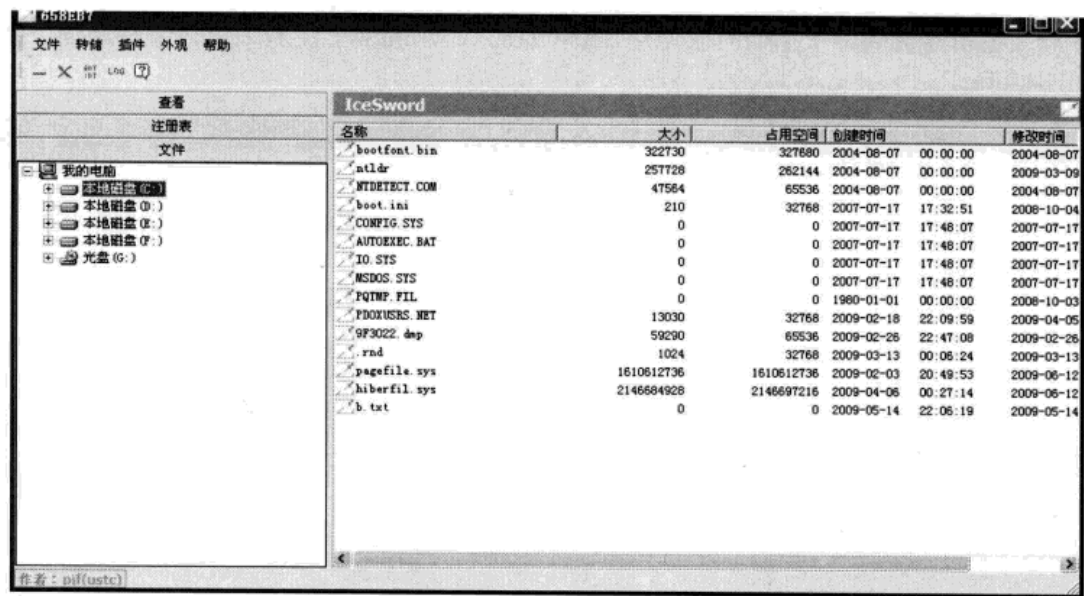 658EB7
文件 转储 插件 外观 帮助
LOG
查看
注册表
文件
我的电脑
本地磁盘(C:)
本地磁盘(D:)
本地磁盘(E:)
本地磁盘(F:)
光盘(G:)
IceSword
名称 大小 占用空间 创建时间 修改时间
bootfont.bin 322730 327680 2004-08-07 00:00:00 2004-08-07
ntldr 257728 262144 2004-08-07 00:00:00 2009-03-09
NTDETECT.COM 47564 65536 2004-08-07 00:00:00 2004-08-07
boot.ini 210 32768 2007-07-17 17:32:51 2008-10-04
CONFIG.SYS 0 0 2007-07-17 17:48:07 2007-07-17
AUTOEXEC.BAT 0 0 2007-07-17 17:48:07 2007-07-17
IO.SYS 0 0 2007-07-17 17:48:07 2007-07-17
MSDOS.SYS 0 0 2007-07-17 17:48:07 2007-07-17
PQTMP.FIL 0 0 1980-01-01 00:00:00 2008-10-03
PDOXUSRS.NET 13030 32768 2009-02-18 22:09:59 2009-04-05
9F3022.dmp 59290 65536 2009-02-26 22:47:08 2009-02-26
.rnd 1024 32768 2009-03-13 00:06:24 2009-03-13
pagefile.sys 1610612736 1610612736 2009-02-03 20:49:53 2009-06-12
hiberfil.sys 2146684928 2146697216 2009-04-06 00:27:14 2009-06-12
b.txt 0 0 2009-05-14 22:06:19 2009-05-14
作者：pjf(ustc)